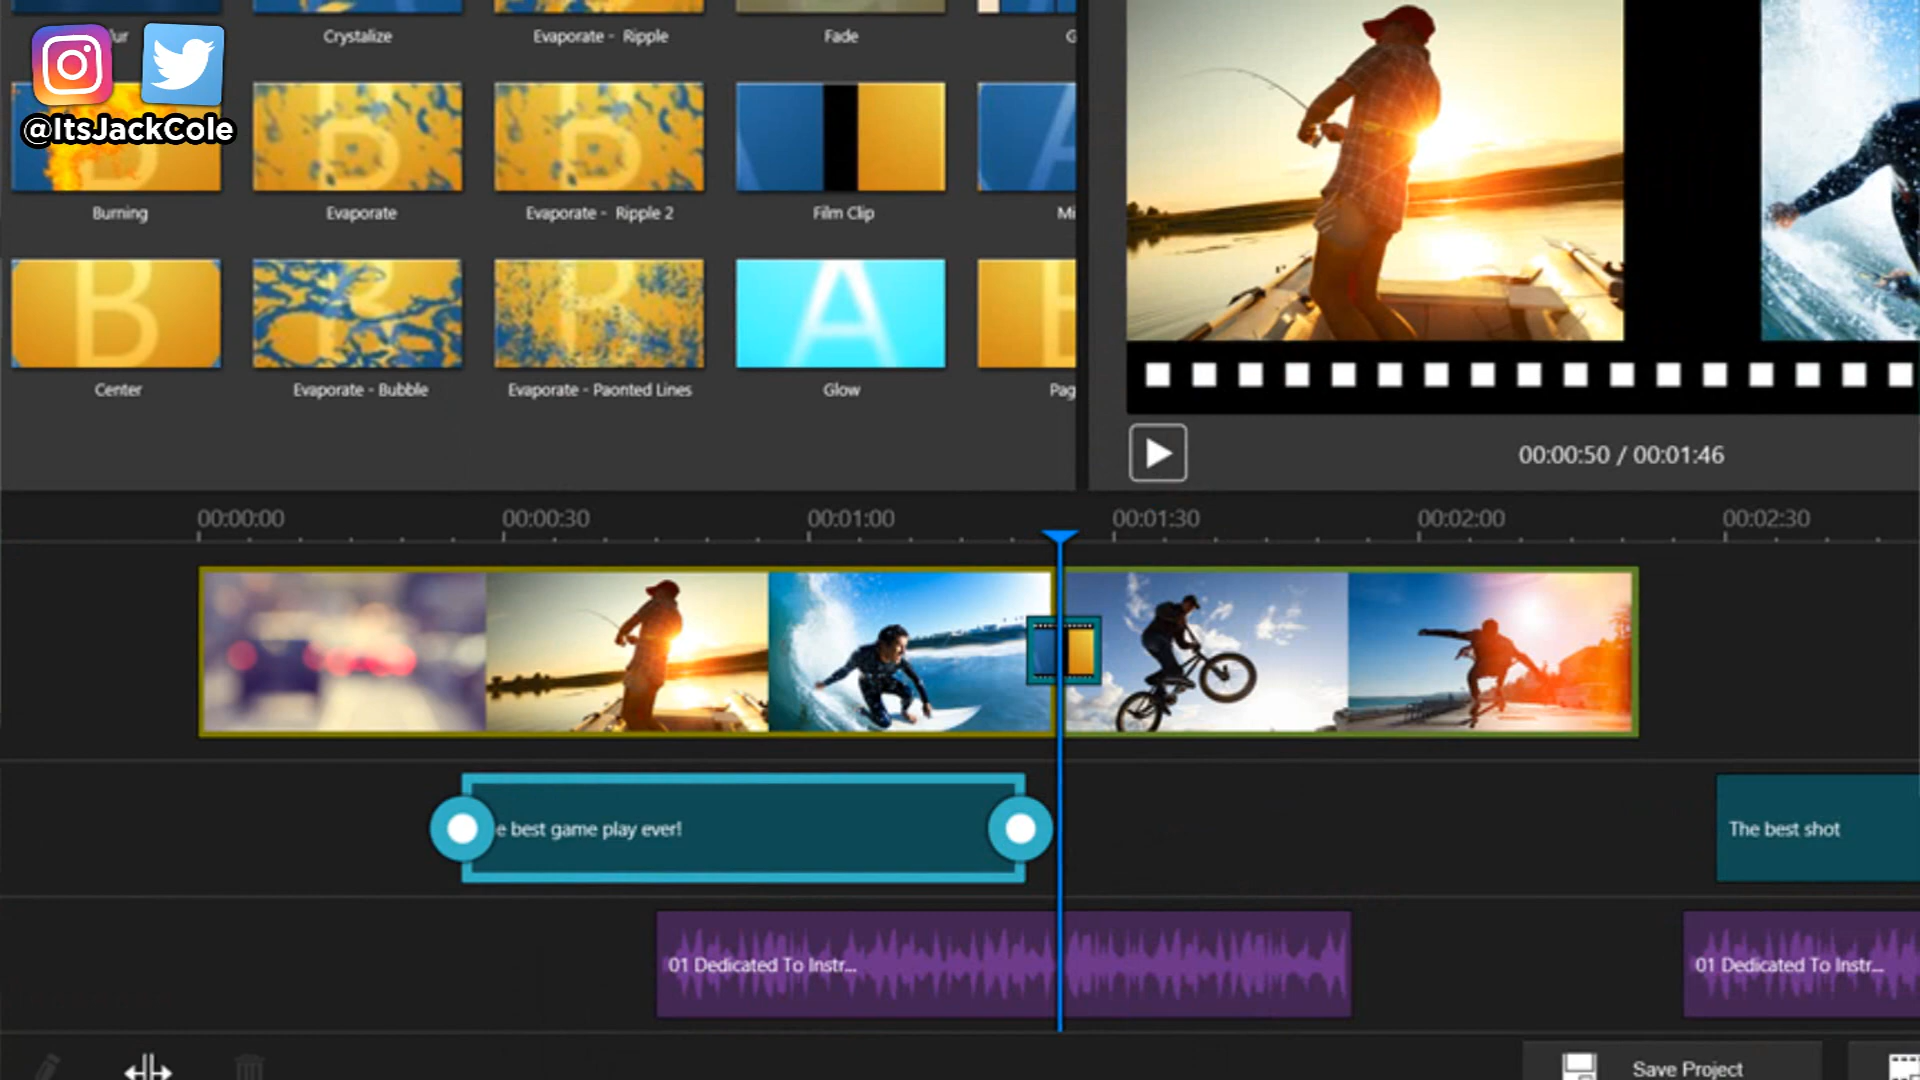 Crystalize
Evaporate - Ripple
Fade
@ItsJackCole
Burning
Evaporate
Evaporate - Ripple 2
Film Clip
Center
Evaporate - Bubble
Evaporate - Paonted Lines
Glow
00:00:50 / 00:01:46
00:00:00
00:00:30
00:01:00
00:01:30
00:02:00
00:02:30
e best game play ever!
The best shot
01 Dedicated To Instr...
01 Dedicated To Instr...
Save Project